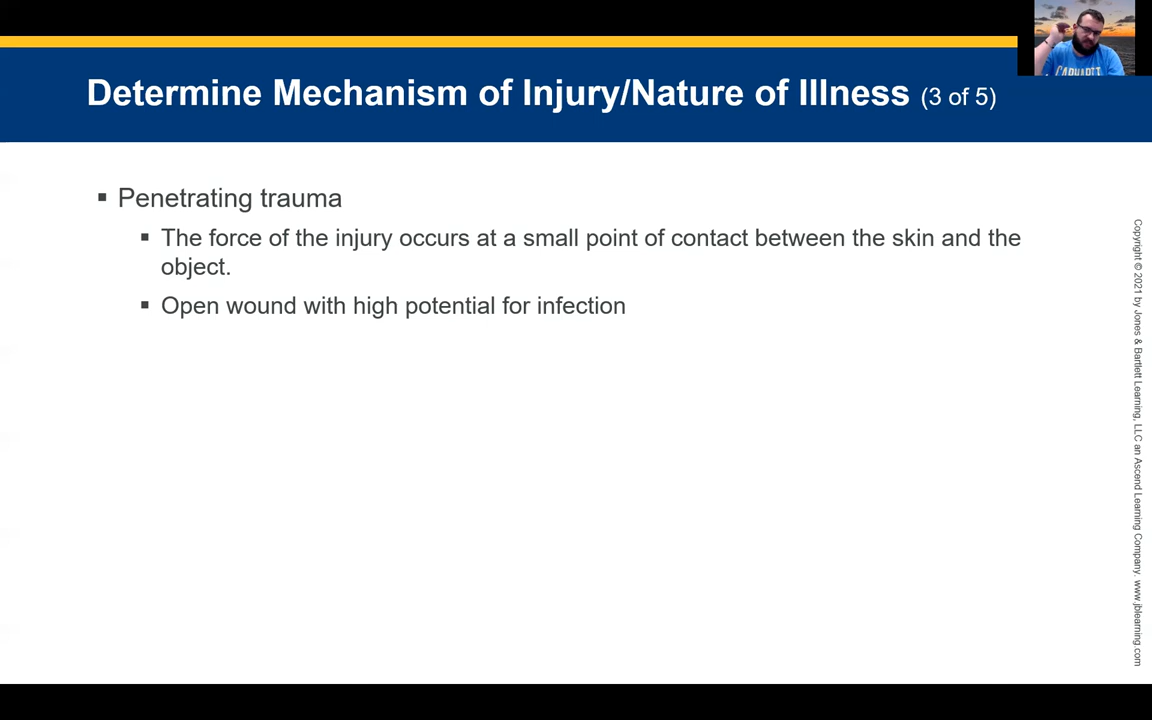 Determine Mechanism of Injury/Nature of Illness (3 of 5)
▪ Penetrating trauma
▪ The force of the injury occurs at a small point of contact between the skin and the
object.
▪ Open wound with high potential for infection
Copyright © 2021 by Jones & Bartlett Learning, LLC an Ascend Learning Company. www.jblearning.com
CARHARTT